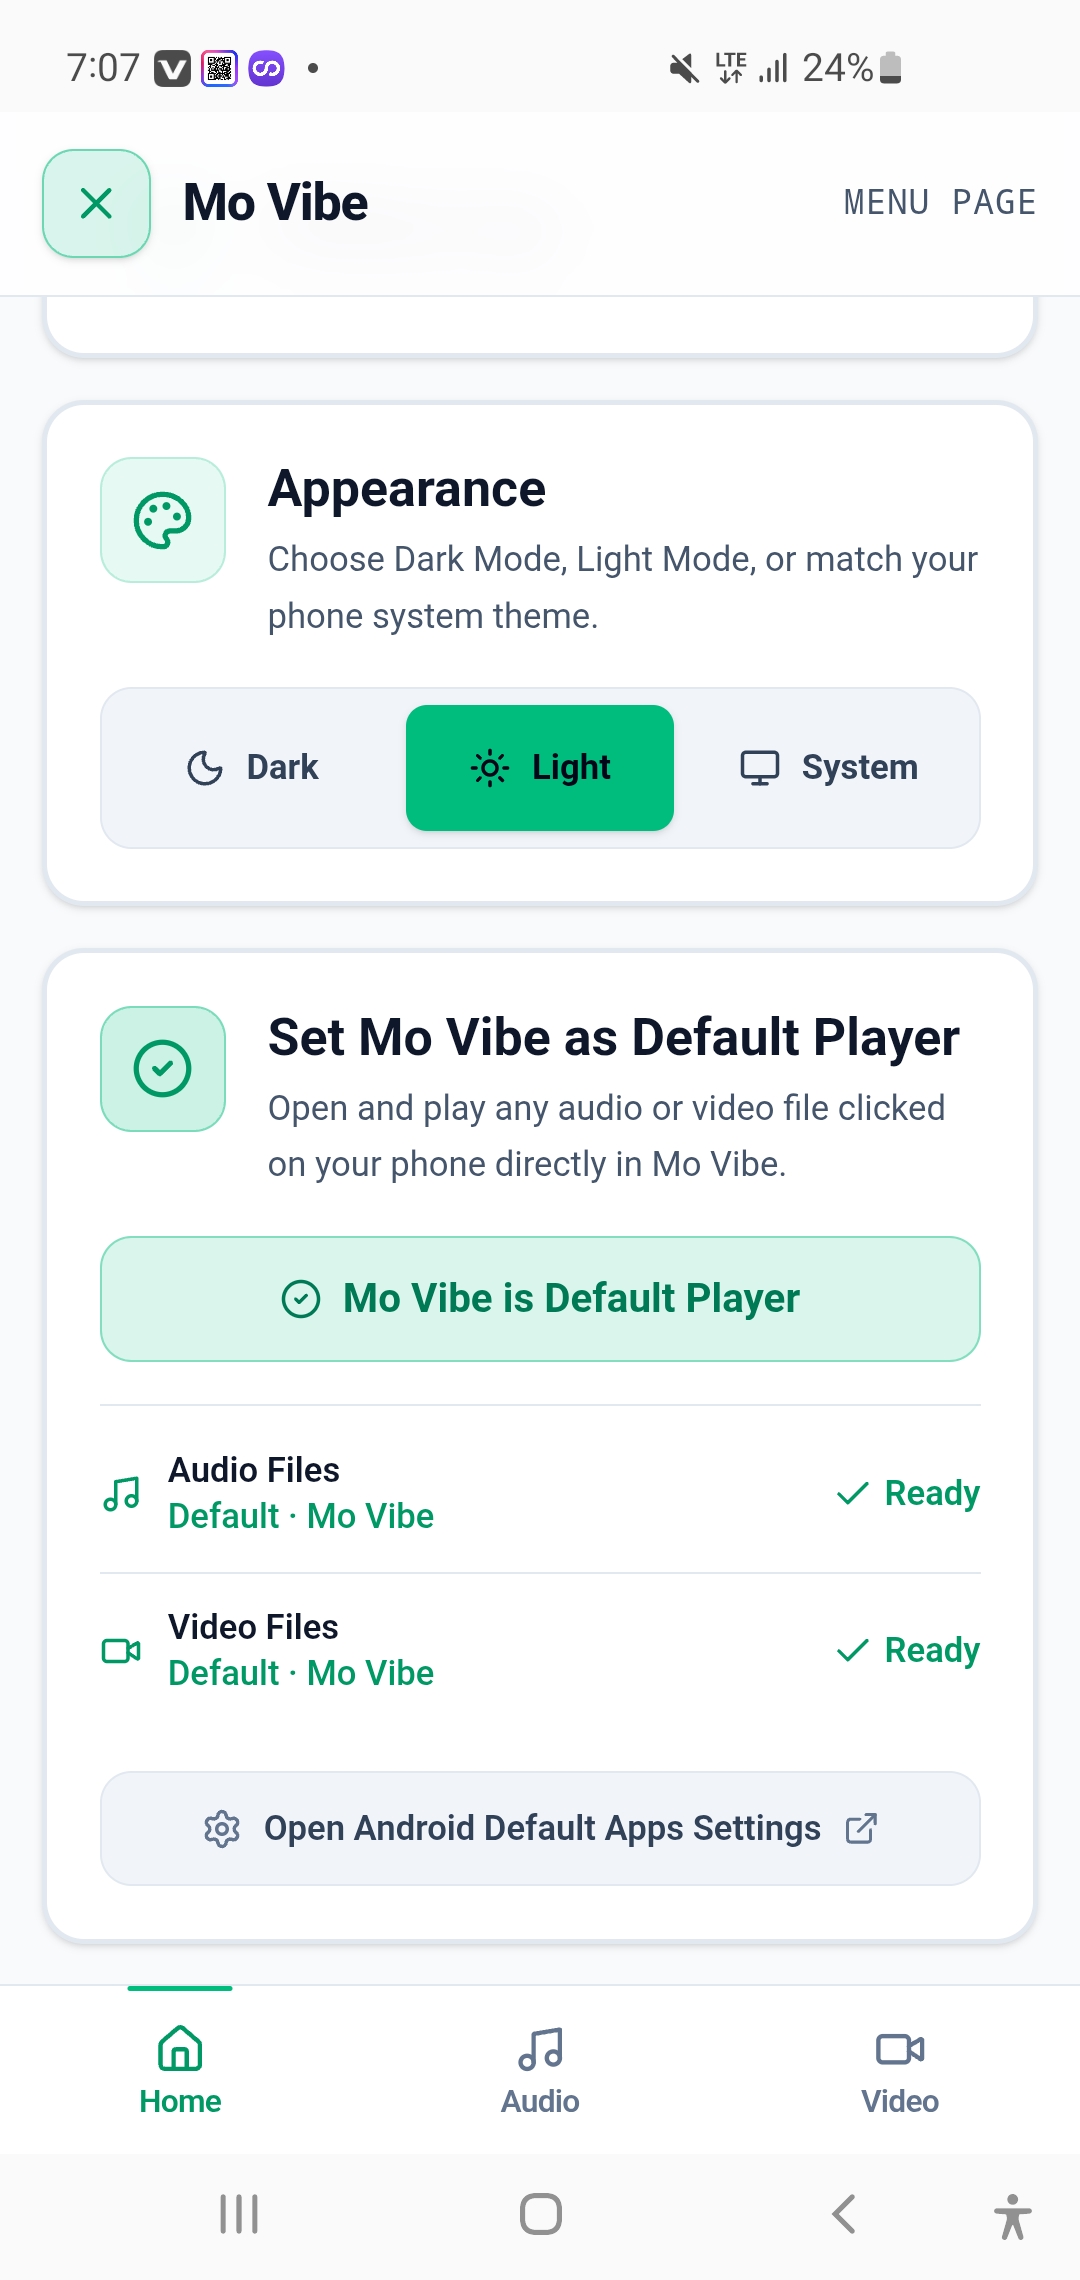 7:07
LTE
24%
Mo Vibe
MENU PAGE
Appearance
Choose Dark Mode, Light Mode, or match your
phone system theme.
Dark
Light
System
Set Mo Vibe as Default Player
Open and play any audio or video file clicked
on your phone directly in Mo Vibe.
Mo Vibe is Default Player
Audio Files
Default · Mo Vibe
Ready
Video Files
Default · Mo Vibe
Ready
Open Android Default Apps Settings
Home
Audio
Video